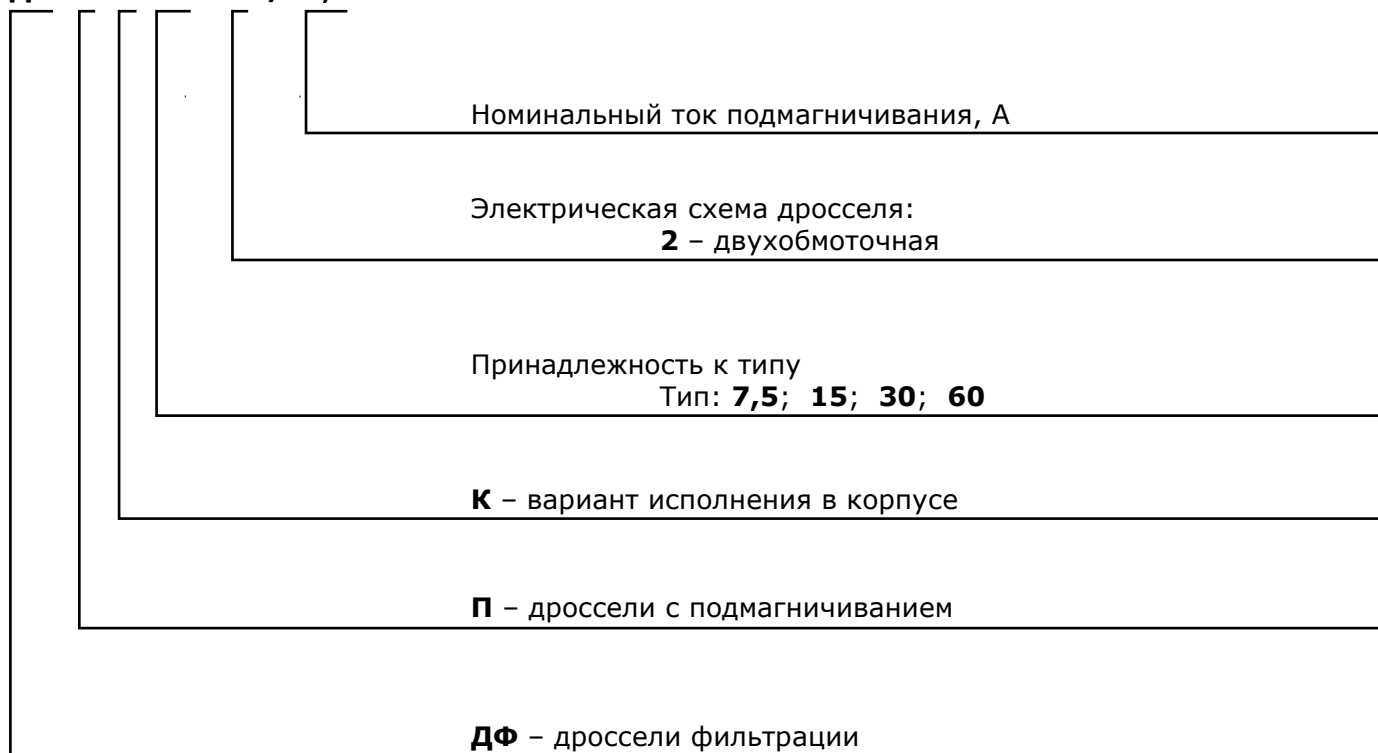 Номинальный ток подмагничивания, А
Электрическая схема дросселя:
2 – двухобмоточная
Принадлежность к типу
Тип: 7,5; 15; 30; 60
К – вариант исполнения в корпусе
П – дроссели с подмагничиванием
ДФ – дроссели фильтрации